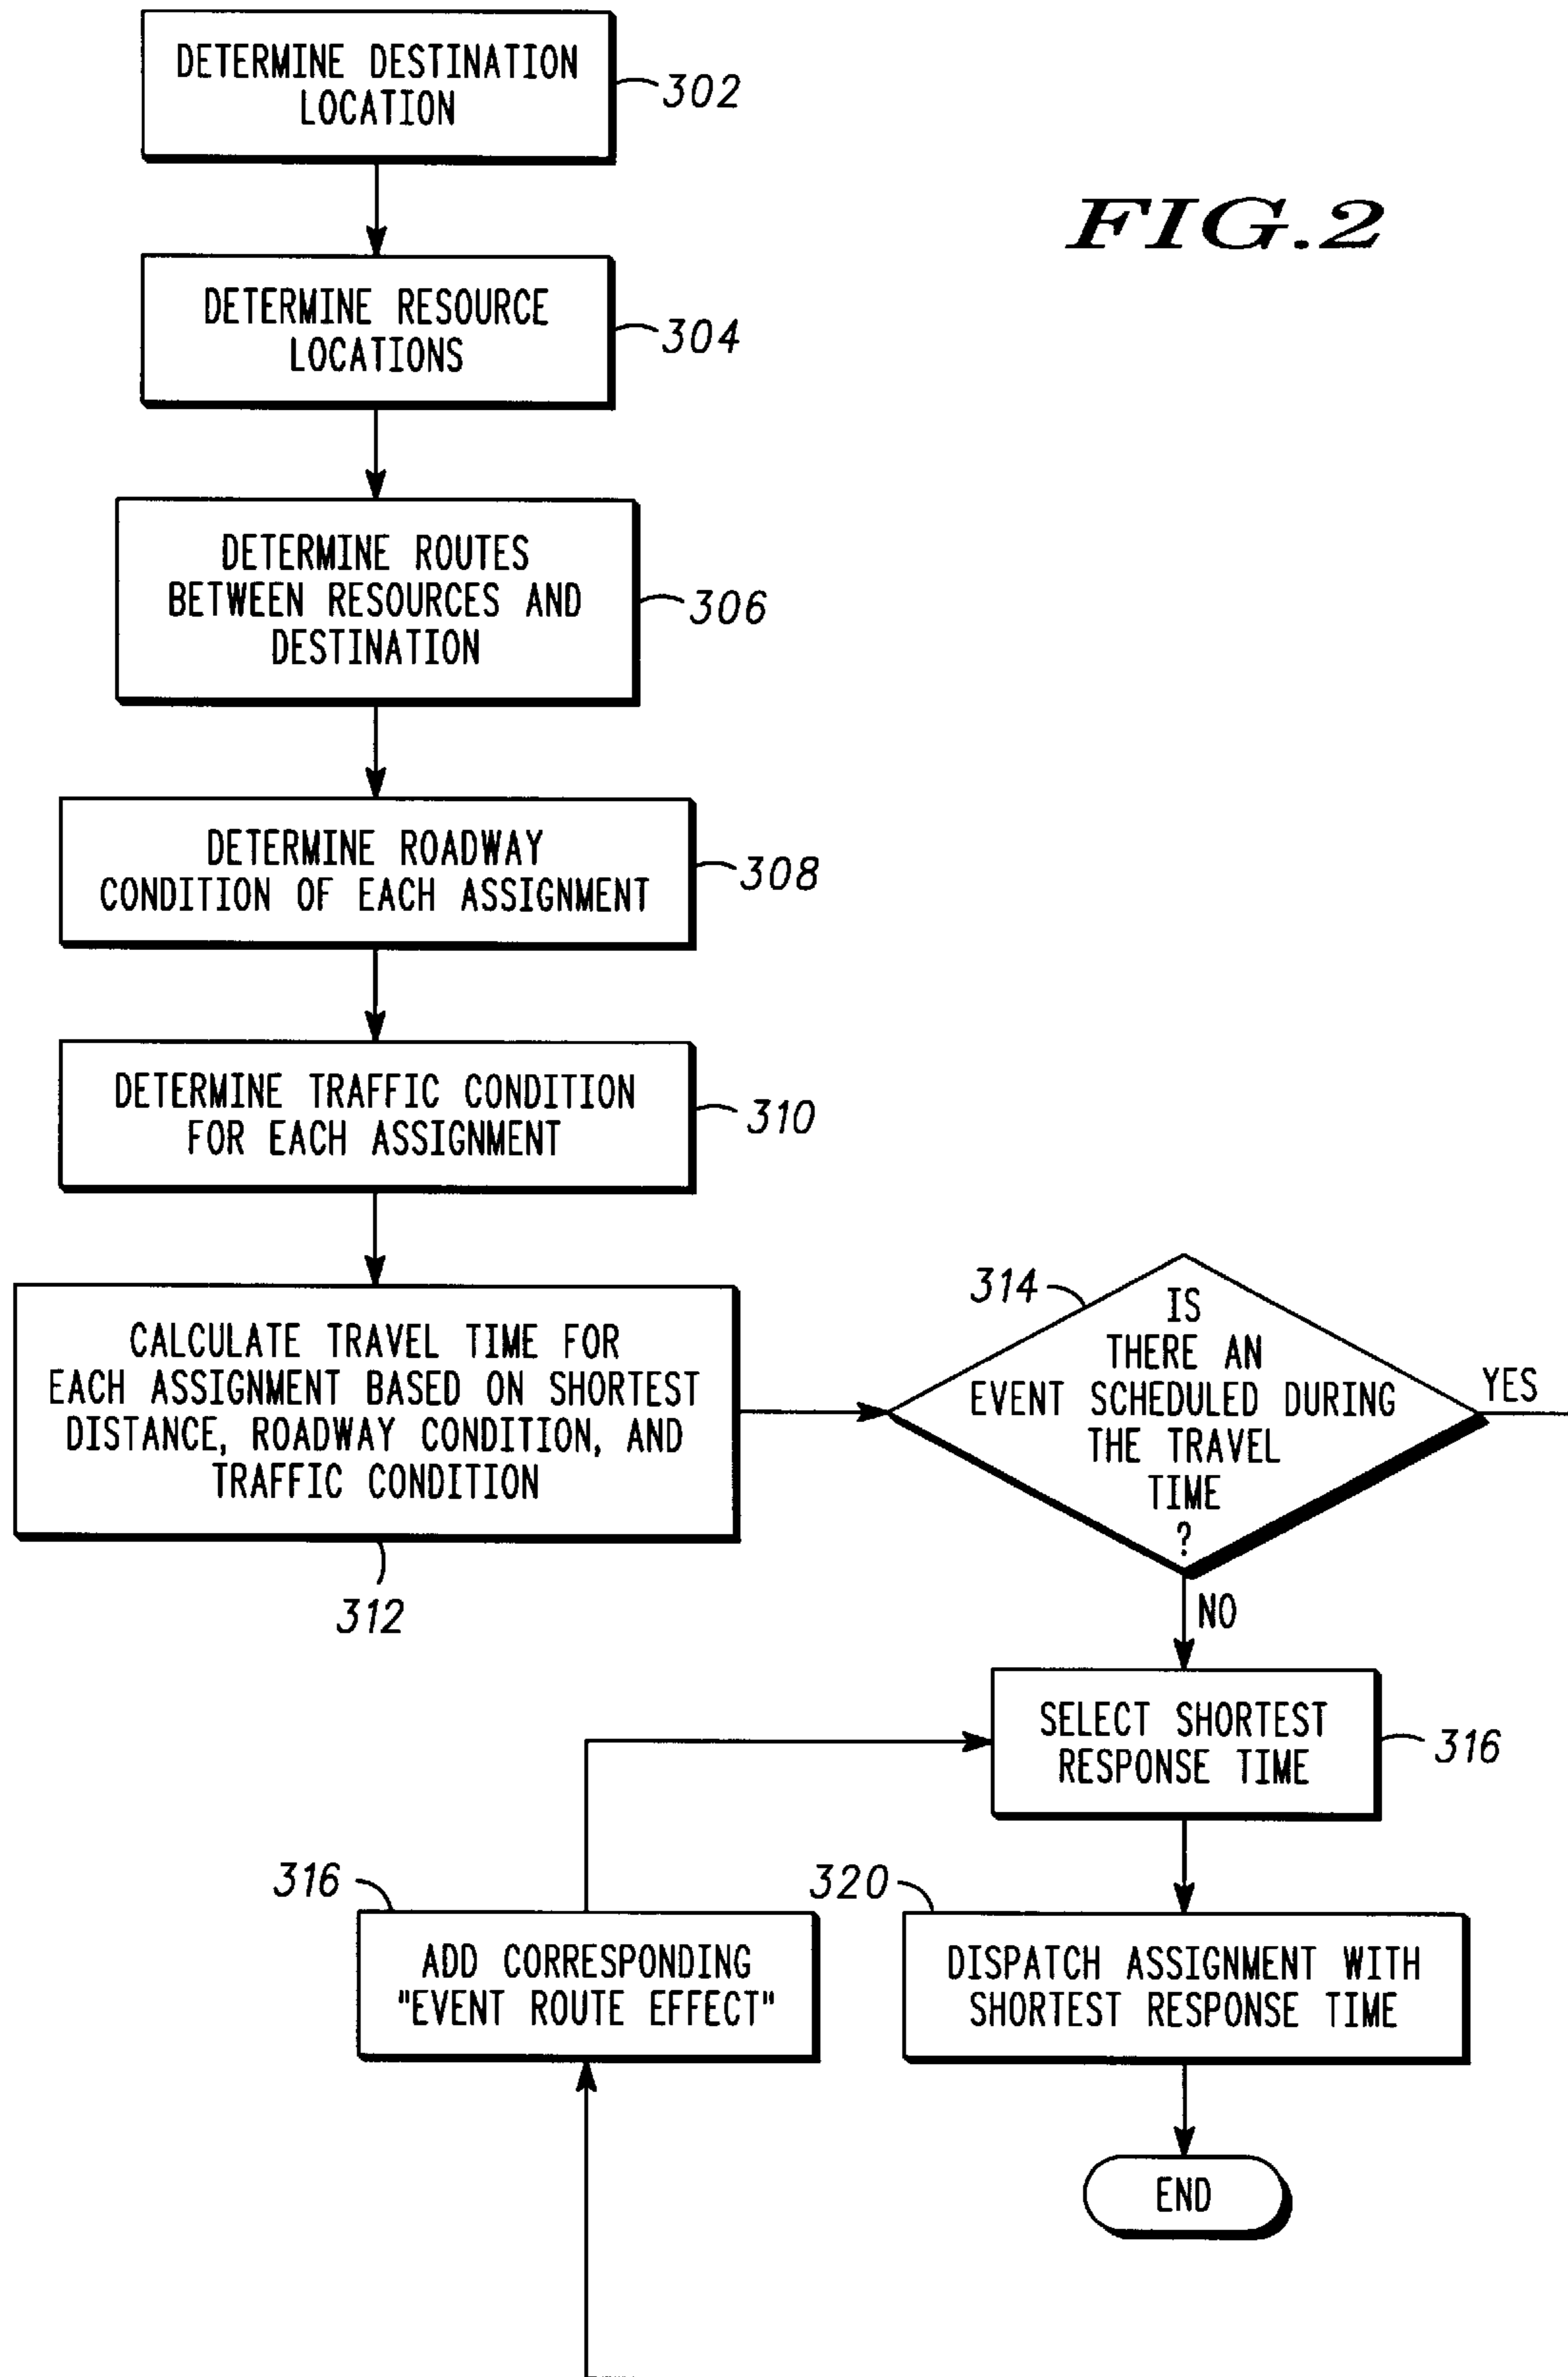 DETERMINE DESTINATION
LOCATION
302
FIG.2
DETERMINE RESOURCE
LOCATIONS
304
DETERMINE ROUTES
BETWEEN RESOURCES AND
DESTINATION
306
DETERMINE ROADWAY
CONDITION OF EACH ASSIGNMENT
308
DETERMINE TRAFFIC CONDITION
FOR EACH ASSIGNMENT
310
CALCULATE TRAVEL TIME FOR
EACH ASSIGNMENT BASED ON SHORTEST
DISTANCE, ROADWAY CONDITION, AND
TRAFFIC CONDITION
312
314
IS
THERE AN
EVENT SCHEDULED DURING
THE TRAVEL
TIME
?
YES
NO
SELECT SHORTEST
RESPONSE TIME
316
316
ADD CORRESPONDING
"EVENT ROUTE EFFECT"
320
DISPATCH ASSIGNMENT WITH
SHORTEST RESPONSE TIME
END